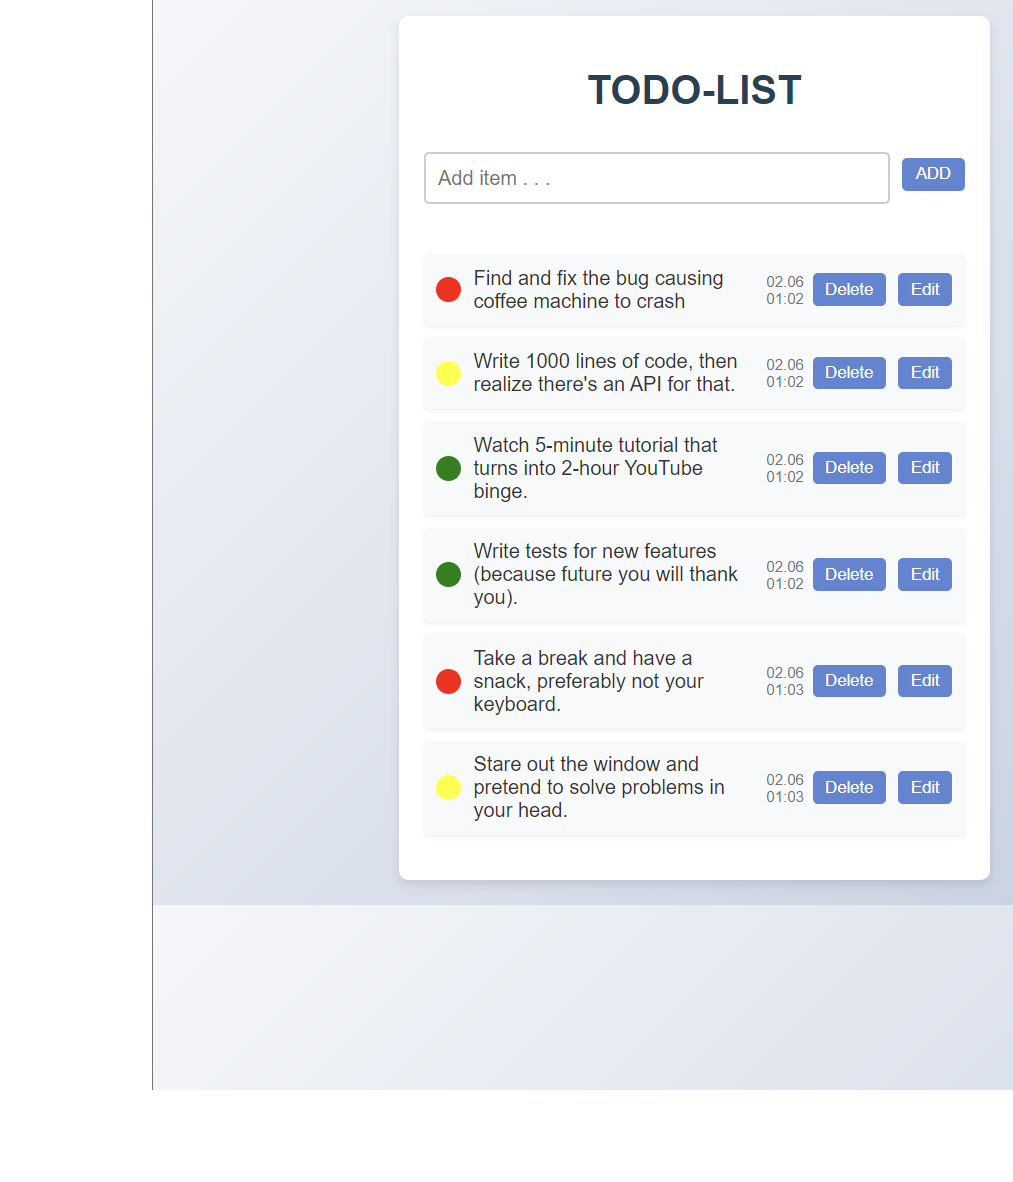 TODO-LIST
Add item . . .
ADD
Find and fix the bug causing
coffee machine to crash
02.06
01:02
Delete
Edit
Write 1000 lines of code, then
realize there's an API for that.
02.06
01:02
Delete
Edit
Watch 5-minute tutorial that
turns into 2-hour YouTube
binge.
02.06
01:02
Delete
Edit
Write tests for new features
(because future you will thank
you).
02.06
01:02
Delete
Edit
Take a break and have a
snack, preferably not your
keyboard.
02.06
01:03
Delete
Edit
Stare out the window and
pretend to solve problems in
your head.
02.06
01:03
Delete
Edit